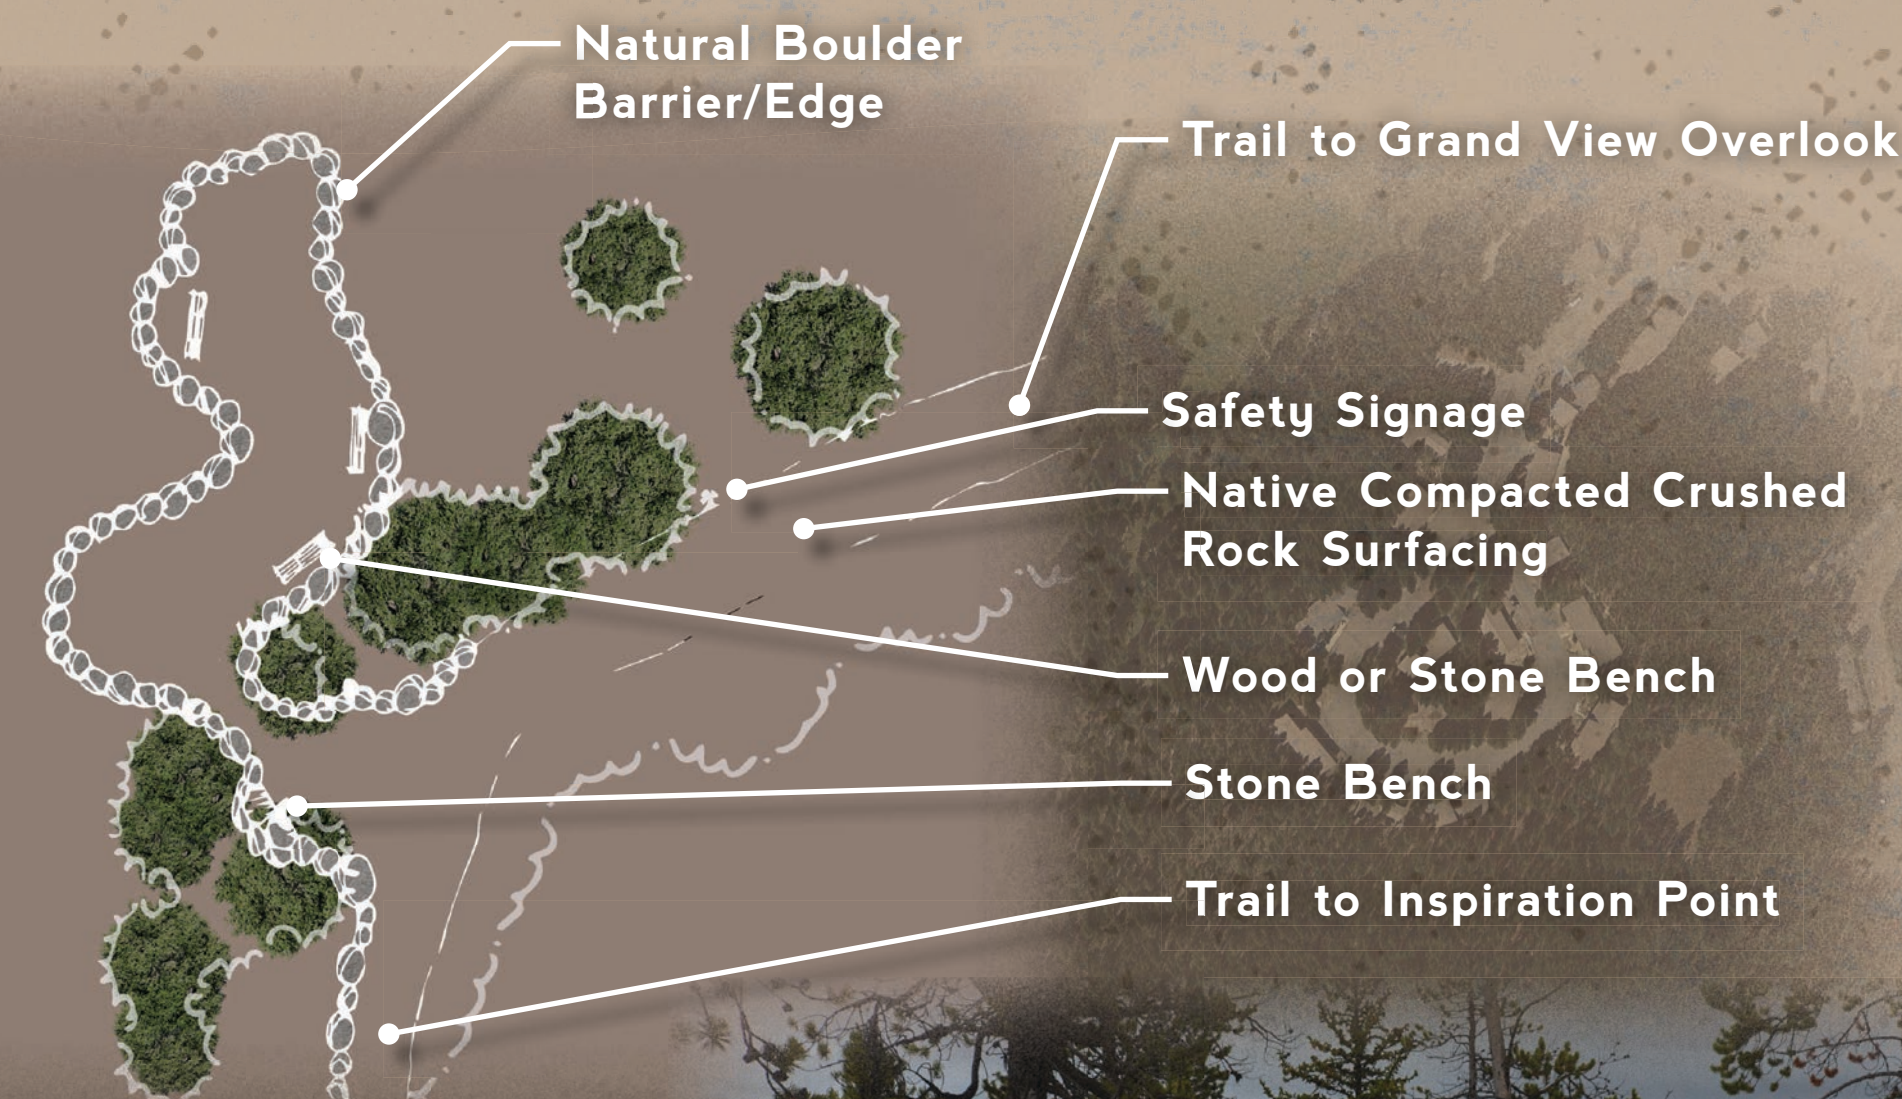 Natural Boulder
Barrier/Edge
Trail to Grand View Overlook
Safety Signage
Native Compacted Crushed
Rock Surfacing
Wood or Stone Bench
Stone Bench
Trail to Inspiration Point